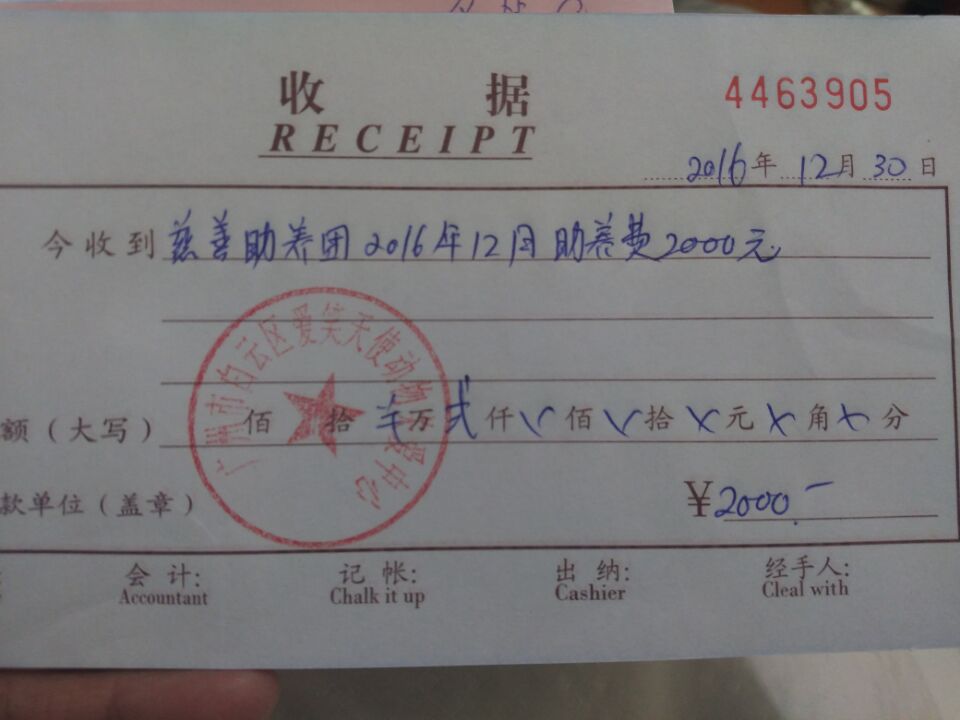 收 据
4463905
RECEIPT
2016年12月30日
今收到 慈善助养团2016年12月助养费2000元
广州市白云区爱笑天使动物 中心
额（大写） 佰 拾 万 贰 仟 佰 拾 元 角 分
款单位（盖章） ¥2000.—
会 计: 记 帐: 出 纳: 经手人:
Accountant Chalk it up Cashier Cleal with